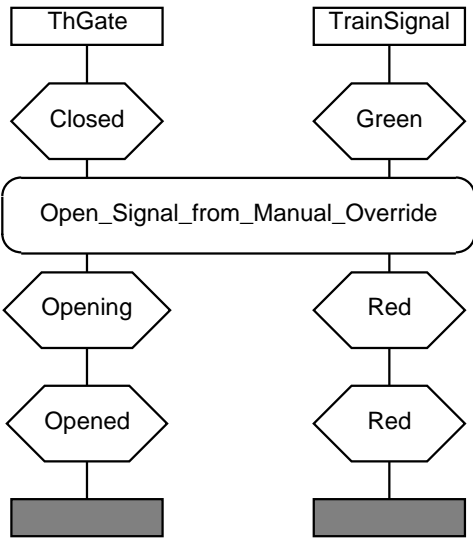 ThGate
TrainSignal
Closed
Green
Open_Signal_from_Manual_Override
Opening
Red
Opened
Red